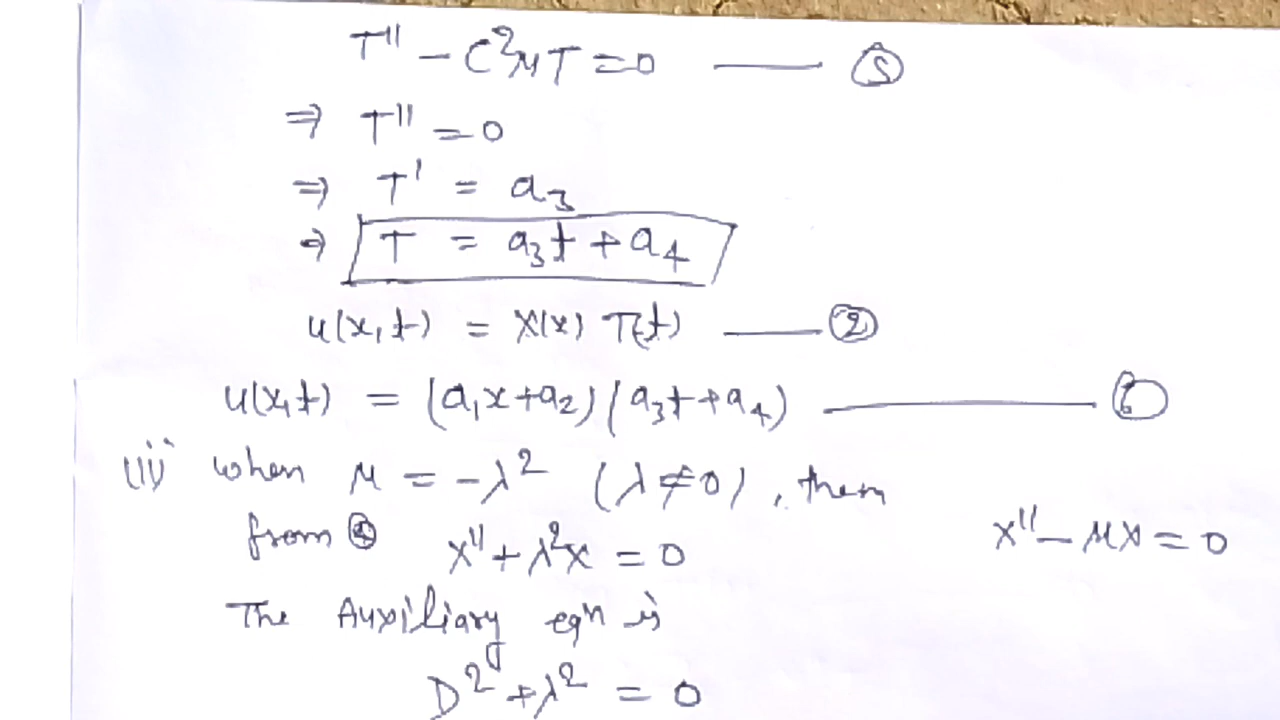 T'' - C²μT = 0 —— ⑤
⇒ T'' = 0
⇒ T' = a₃
⇒ T = a₃t + a₄
u(x,t) = X(x) T(t) —— ②
u(x,t) = (a₁x+a₂)(a₃t+a₄) —— ⑥
(ii) when μ = -λ² (λ≠0), then
from ④ X'' + λ²X = 0 X'' - μX = 0
The Auxiliary eqⁿ is
D² + λ² = 0